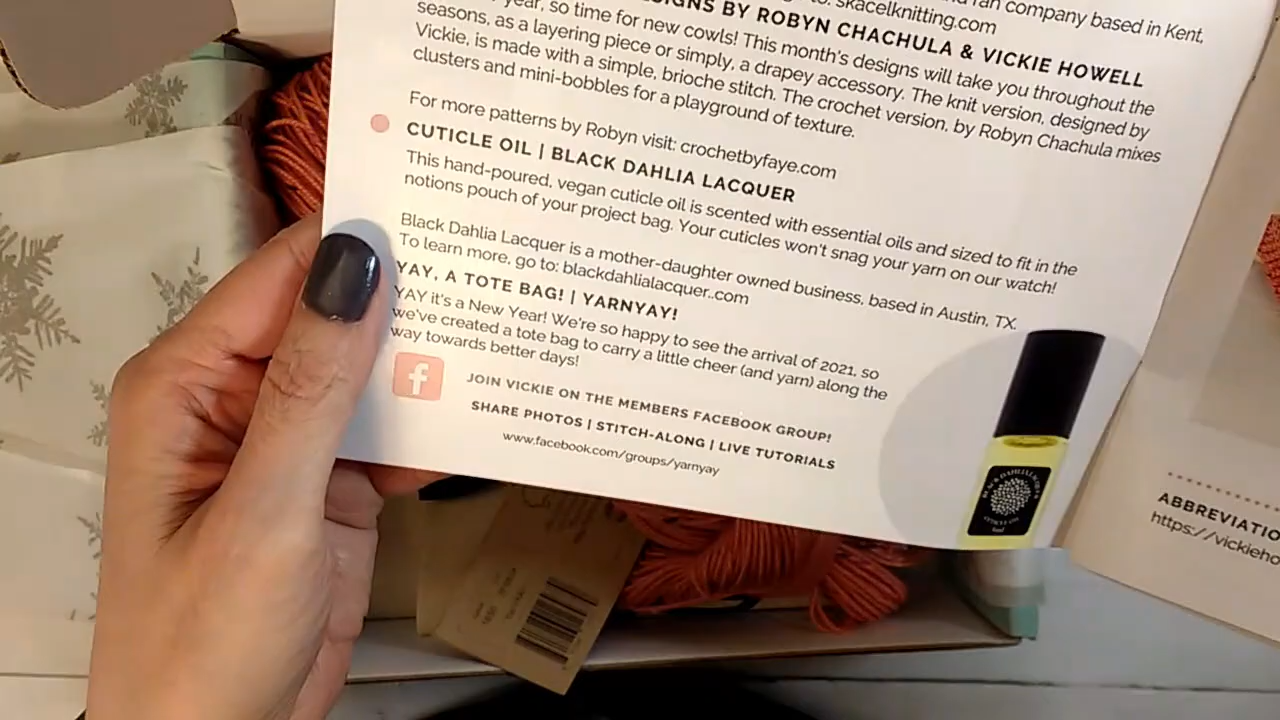 fan company based in Kent,
to: skacelknitting.com
SIGNS BY ROBYN CHACHULA & VICKIE HOWELL
year, so time for new cowls! This month's designs will take you throughout the
seasons, as a layering piece or simply, a drapey accessory. The knit version, designed by
Vickie, is made with a simple, brioche stitch. The crochet version, by Robyn Chachula mixes
clusters and mini-bobbles for a playground of texture.
For more patterns by Robyn visit: crochetbyfaye.com
CUTICLE OIL | BLACK DAHLIA LACQUER
This hand-poured, vegan cuticle oil is scented with essential oils and sized to fit in the
notions pouch of your project bag. Your cuticles won't snag your yarn on our watch!
Black Dahlia Lacquer is a mother-daughter owned business, based in Austin, TX.
To learn more, go to: blackdahlialacquer..com
YAY, A TOTE BAG! | YARNYAY!
YAY it's a New Year! We're so happy to see the arrival of 2021, so
we've created a tote bag to carry a little cheer (and yarn) along the
way towards better days!
f
JOIN VICKIE ON THE MEMBERS FACEBOOK GROUP!
SHARE PHOTOS | STITCH-ALONG | LIVE TUTORIALS
www.facebook.com/groups/yarnyay
BLACK DAHLIA LACQUER
CUTICLE OIL
ABBREVIATIO
https://vickieho